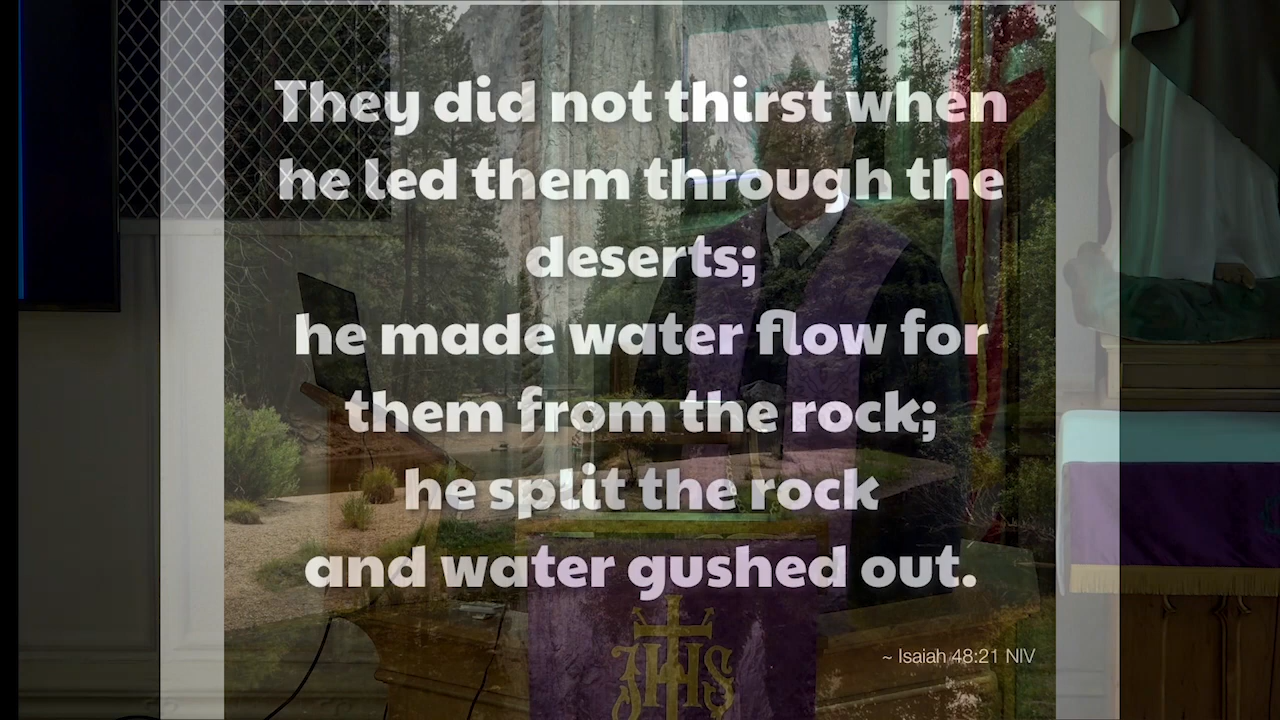 They did not thirst when
he led them through the
deserts;
he made water flow for
them from the rock;
he split the rock
and water gushed out.
~ Isaiah 48:21 NIV
IHS